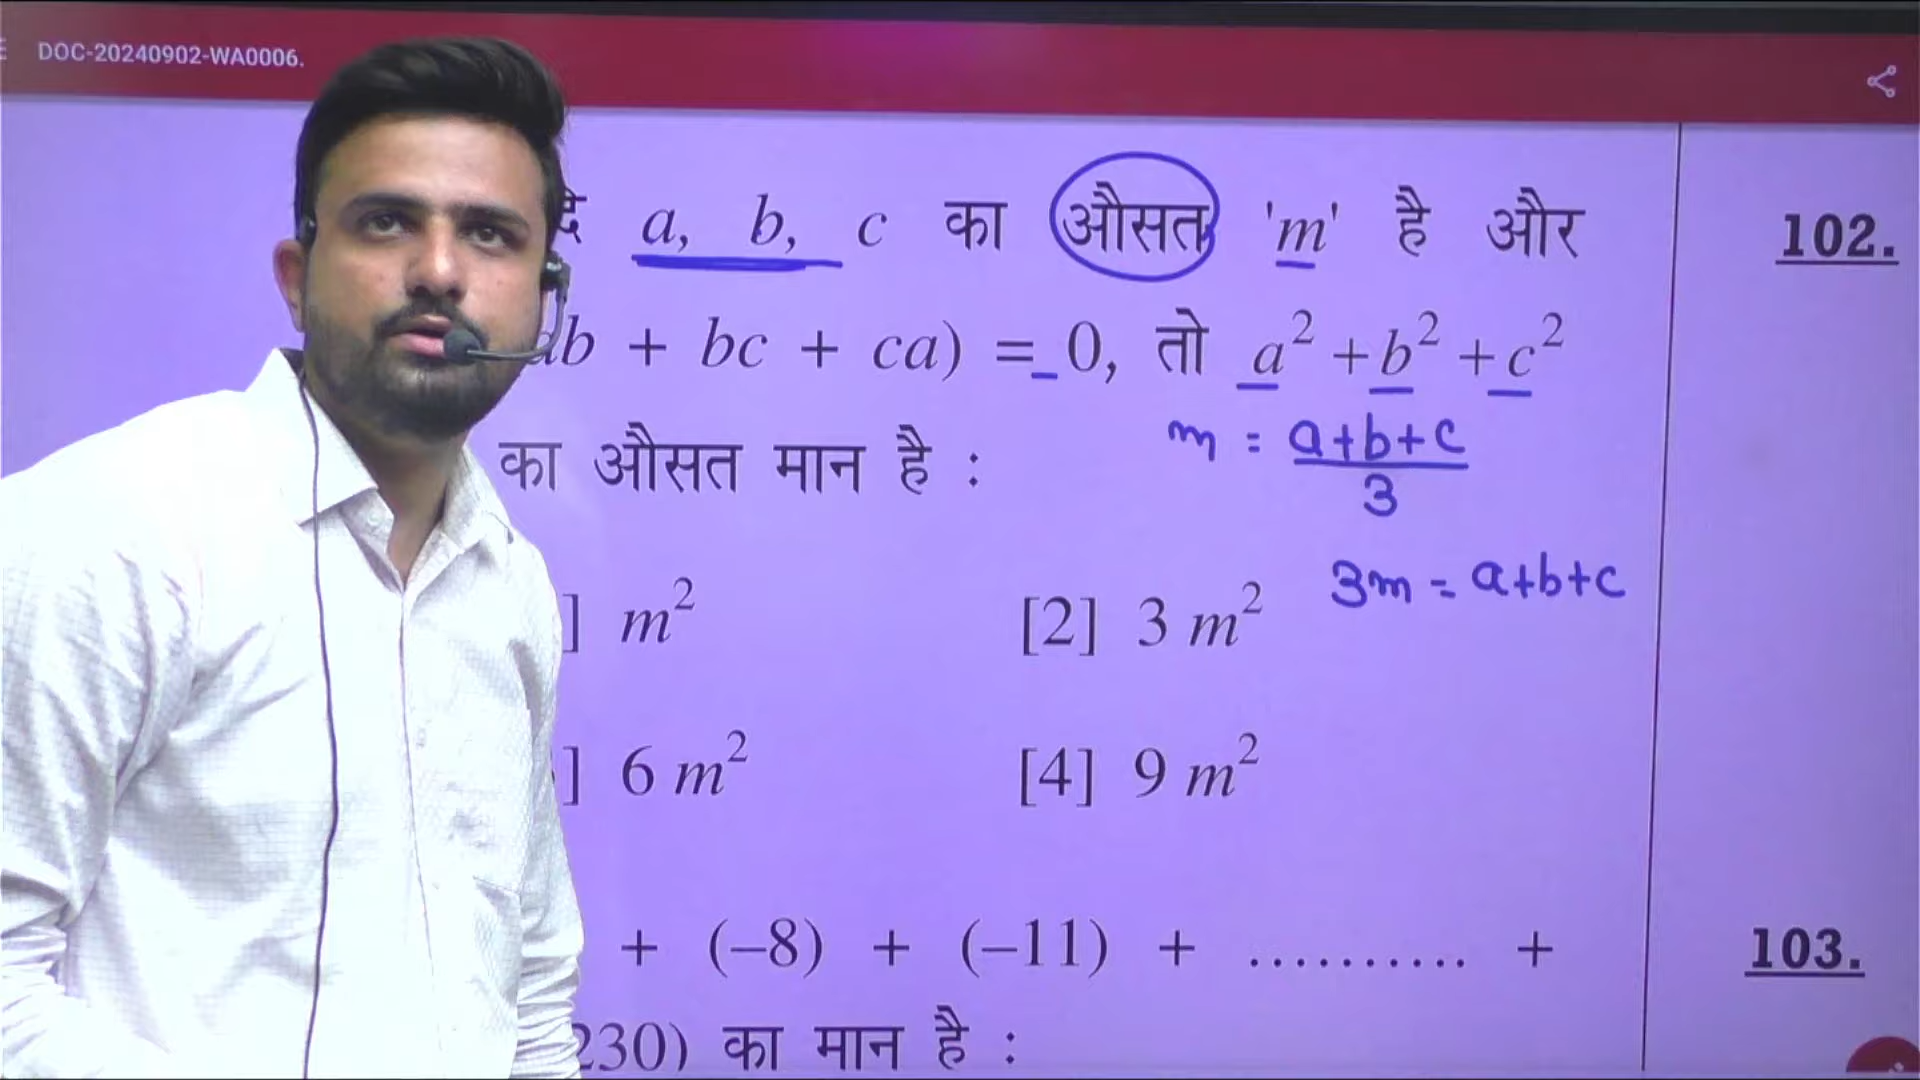 DOC-20240902-WA0006.
a, b, c का औसत 'm' है और
b + bc + ca) = 0, तो a² + b² + c²
का औसत मान है :
m = a+b+c / 3
3m = a+b+c
] m² [2] 3 m²
] 6 m² [4] 9 m²
+ (–8) + (–11) + .......... +
230) का मान है :
102.
103.